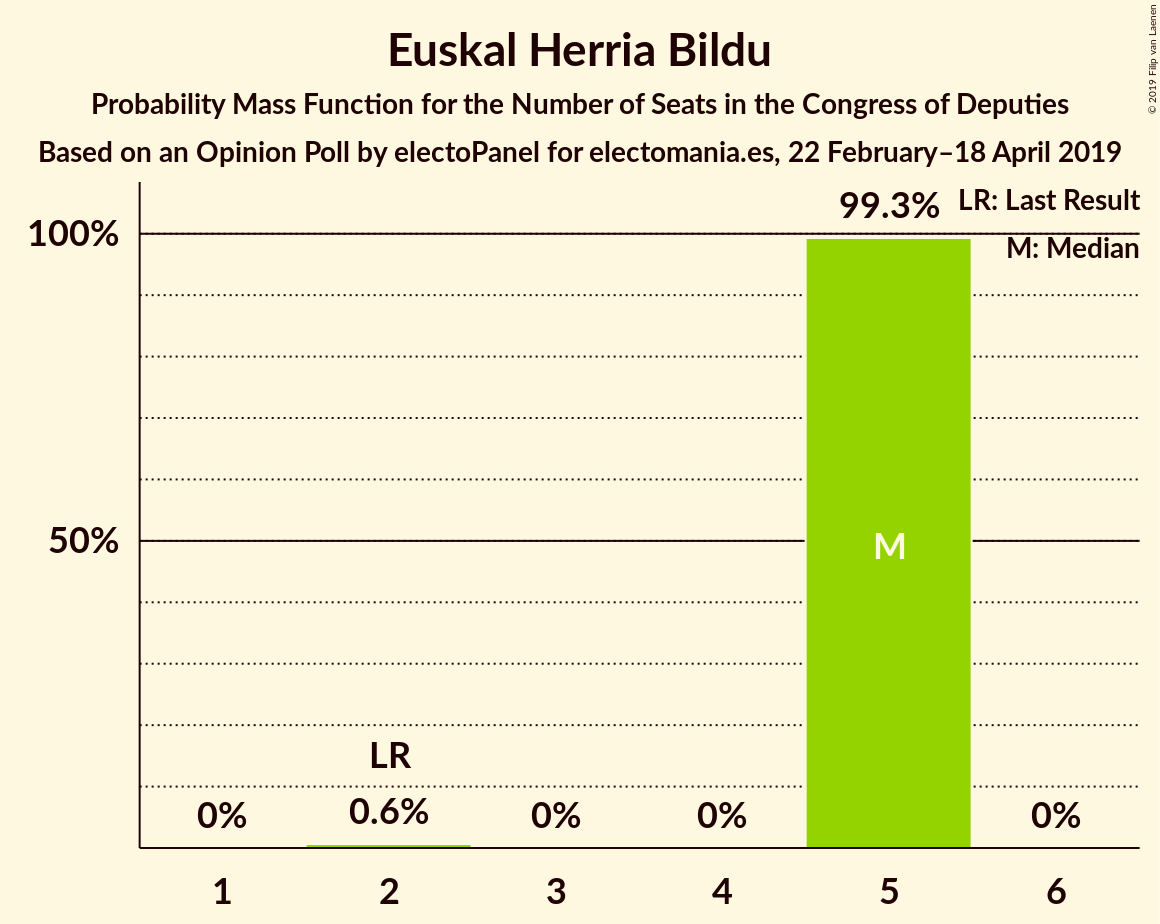 Euskal Herria Bildu
Probability Mass Function for the Number of Seats in the Congress of Deputies
Based on an Opinion Poll by electoPanel for electomania.es, 22 February–18 April 2019
© 2019 Filip van Laenen
LR: Last Result
M: Median
100%
50%
0%
LR
0.6%
0%
0%
99.3%
M
0%
1 2 3 4 5 6